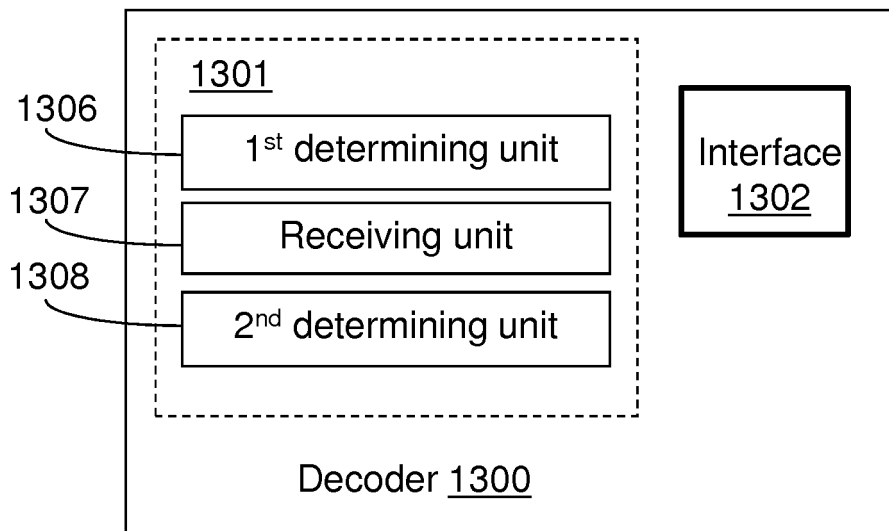 1301
1306
1st determining unit
Interface
1302
1307
Receiving unit
1308
2nd determining unit
Decoder 1300